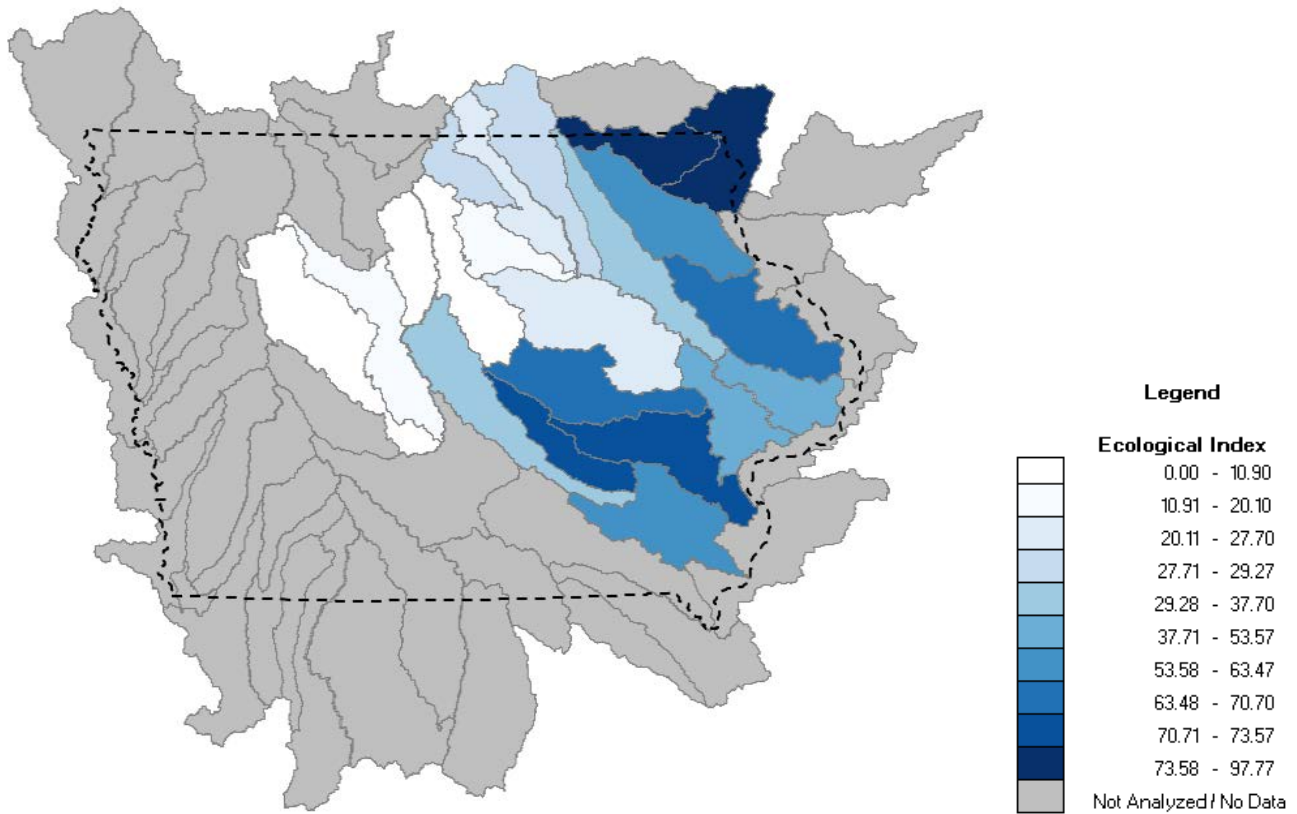 Legend
Ecological Index
0.00 - 10.90
10.91 - 20.10
20.11 - 27.70
27.71 - 29.27
29.28 - 37.70
37.71 - 53.57
53.58 - 63.47
63.48 - 70.70
70.71 - 73.57
73.58 - 97.77
Not Analyzed / No Data